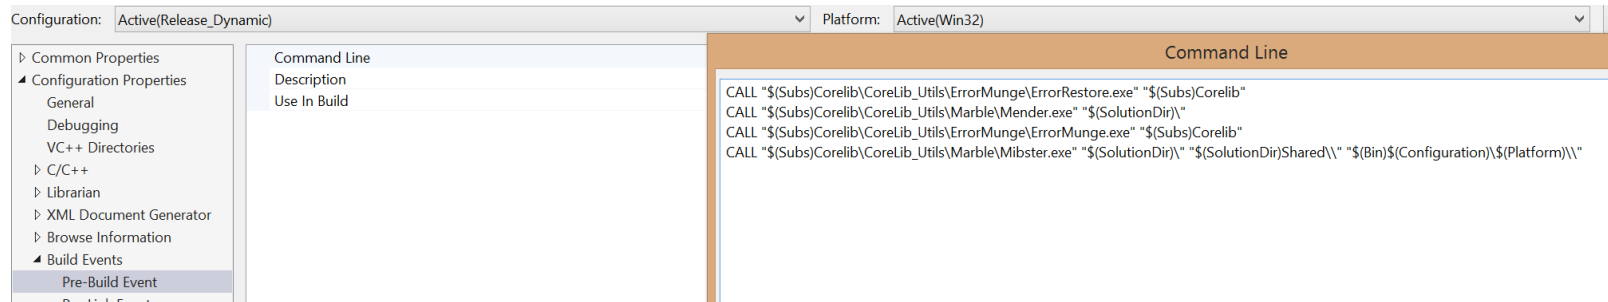 Configuration: Active(Release_Dynamic) Platform: Active(Win32)
Common Properties
Configuration Properties
General
Debugging
VC++ Directories
C/C++
Librarian
XML Document Generator
Browse Information
Build Events
Pre-Build Event
Command Line
Description
Use In Build
Command Line
CALL "$(Subs)Corelib\CoreLib_Utils\ErrorMunge\ErrorRestore.exe" "$(Subs)Corelib"
CALL "$(Subs)Corelib\CoreLib_Utils\Marble\Mender.exe" "$(SolutionDir)\"
CALL "$(Subs)Corelib\CoreLib_Utils\ErrorMunge\ErrorMunge.exe" "$(Subs)Corelib"
CALL "$(Subs)Corelib\CoreLib_Utils\Marble\Mibster.exe" "$(SolutionDir)\" "$(SolutionDir)Shared\\" "$(Bin)$(Configuration)\$(Platform)\\"